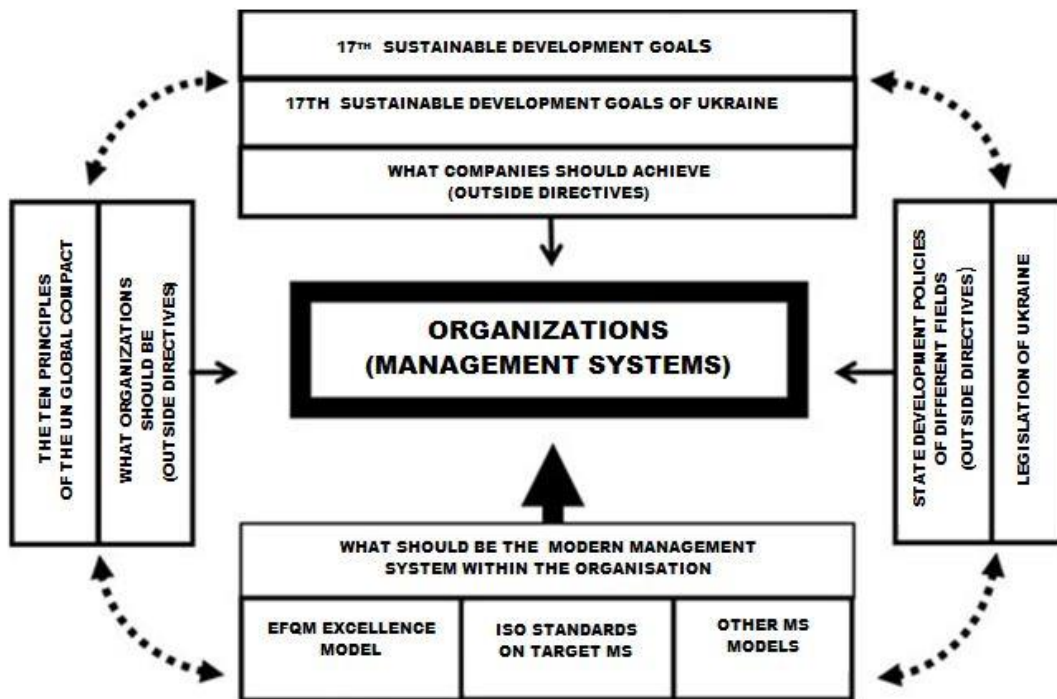 17TH SUSTAINABLE DEVELOPMENT GOALS
17TH SUSTAINABLE DEVELOPMENT GOALS OF UKRAINE
WHAT COMPANIES SHOULD ACHIEVE
(OUTSIDE DIRECTIVES)
THE TEN PRINCIPLES
OF THE UN GLOBAL COMPACT
WHAT ORGANIZATIONS
SHOULD BE
(OUTSIDE DIRECTIVES)
ORGANIZATIONS
(MANAGEMENT SYSTEMS)
STATE DEVELOPMENT POLICIES
OF DIFFERENT FIELDS
(OUTSIDE DIRECTIVES)
LEGISLATION OF UKRAINE
WHAT SHOULD BE THE MODERN MANAGEMENT
SYSTEM WITHIN THE ORGANISATION
EFQM EXCELLENCE
MODEL
ISO STANDARDS
ON TARGET MS
OTHER MS
MODELS